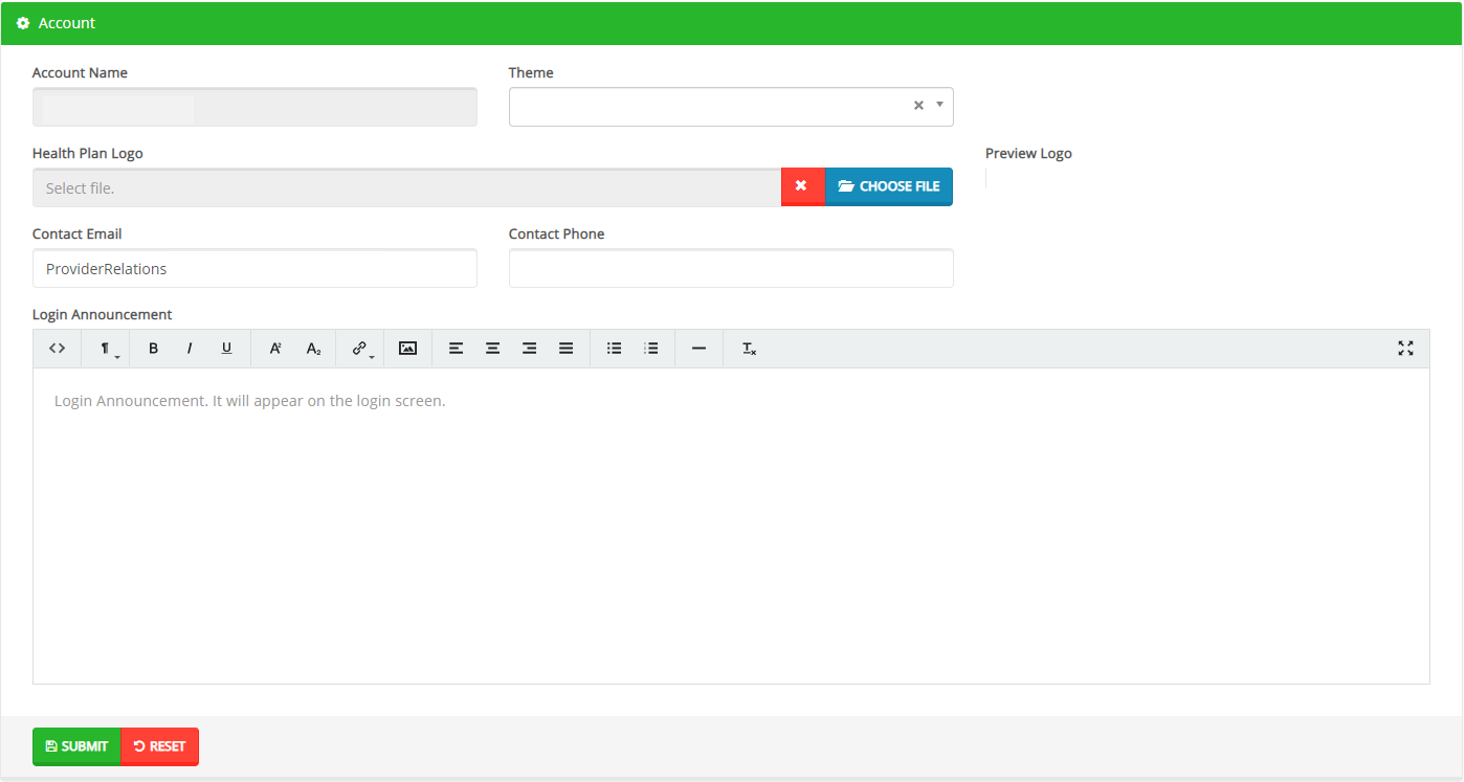 Account
Account Name
Theme
Health Plan Logo
Preview Logo
Select file.
CHOOSE FILE
Contact Email
Contact Phone
ProviderRelations
Login Announcement
Login Announcement. It will appear on the login screen.
SUBMIT
RESET